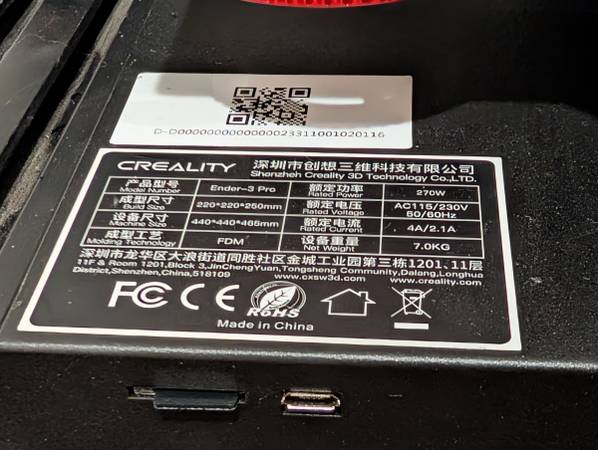 D-D0000000000000023311001020116
CREALITY 深圳市创想三维科技有限公司
Shenzhen Creality 3D Technology Co.,LTD.
产品型号 Model Number Ender-3 Pro 额定功率 Rated Power 270W
成型尺寸 Build Size 220*220*250mm 额定电压 Rated Voltage AC115/230V 50/60Hz
设备尺寸 Machine Size 440*440*465mm 额定电流 Rated Current 4A/2.1A
成型工艺 Molding Technology FDM 设备重量 Net Weight 7.0KG
深圳市龙华区大浪街道同胜社区金城工业园第三栋1201、11层
11F & Room 1201,Block 3,JinChengYuan,Tongsheng Community,Dalang,Longhua
District,Shenzhen,China,518109 www.cxsw3d.com www.creality.com
FC CE RoHS
Made in China